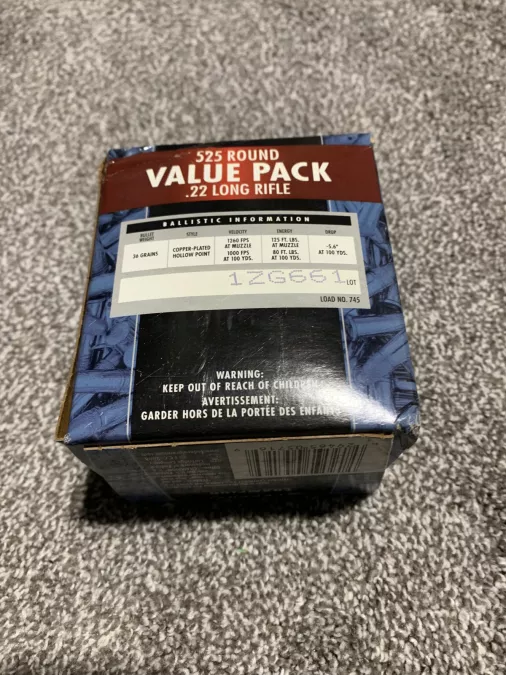 525 ROUND
VALUE PACK
.22 LONG RIFLE
BALLISTIC INFORMATION
BULLET WEIGHT STYLE VELOCITY ENERGY DROP
36 GRAINS COPPER-PLATED HOLLOW POINT 1260 FPS AT MUZZLE 1000 FPS AT 100 YDS. 125 FT. LBS. AT MUZZLE 80 FT. LBS. AT 100 YDS. -5.6" AT 100 YDS.
1ZG661 LOT
LOAD NO. 745
WARNING:
KEEP OUT OF REACH OF CHILDREN
AVERTISSEMENT:
GARDER HORS DE LA PORTÉE DES ENFANTS